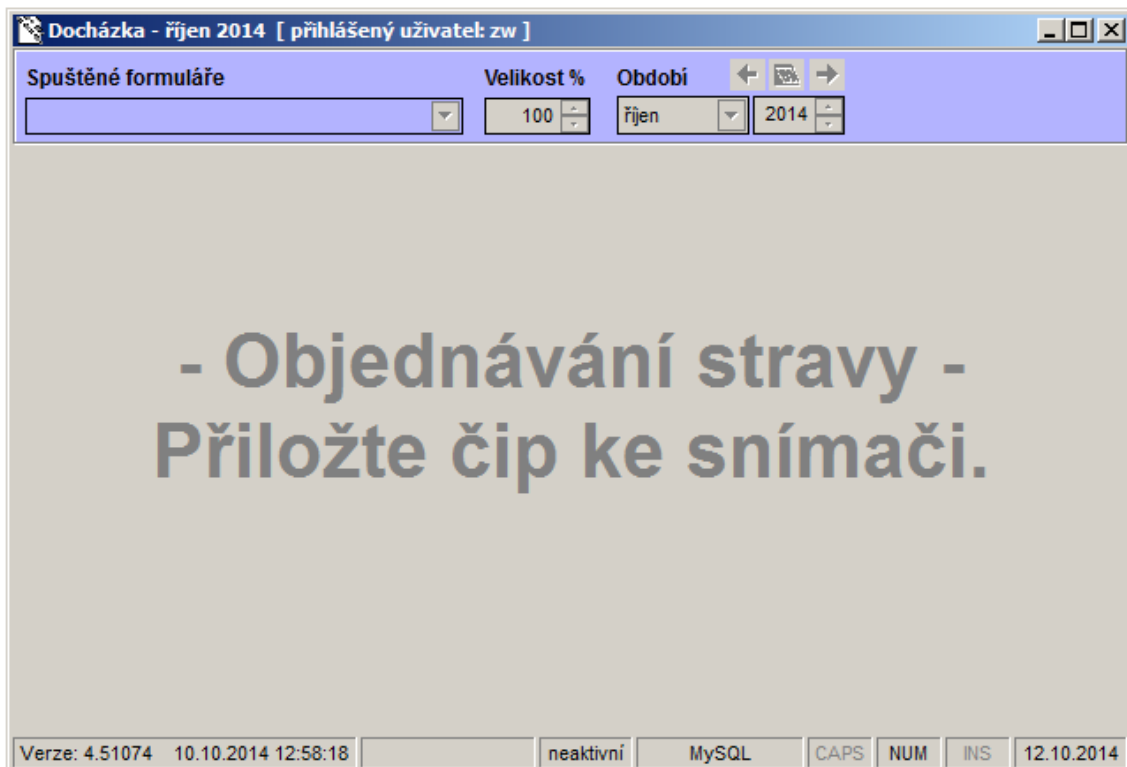 Docházka - říjen 2014 [ přihlášený uživatel: zw ]
Spuštěné formuláře Velikost % Období
100 říjen 2014
- Objednávání stravy -
Přiložte čip ke snímači.
Verze: 4.51074 10.10.2014 12:58:18 neaktivní MySQL CAPS NUM INS 12.10.2014